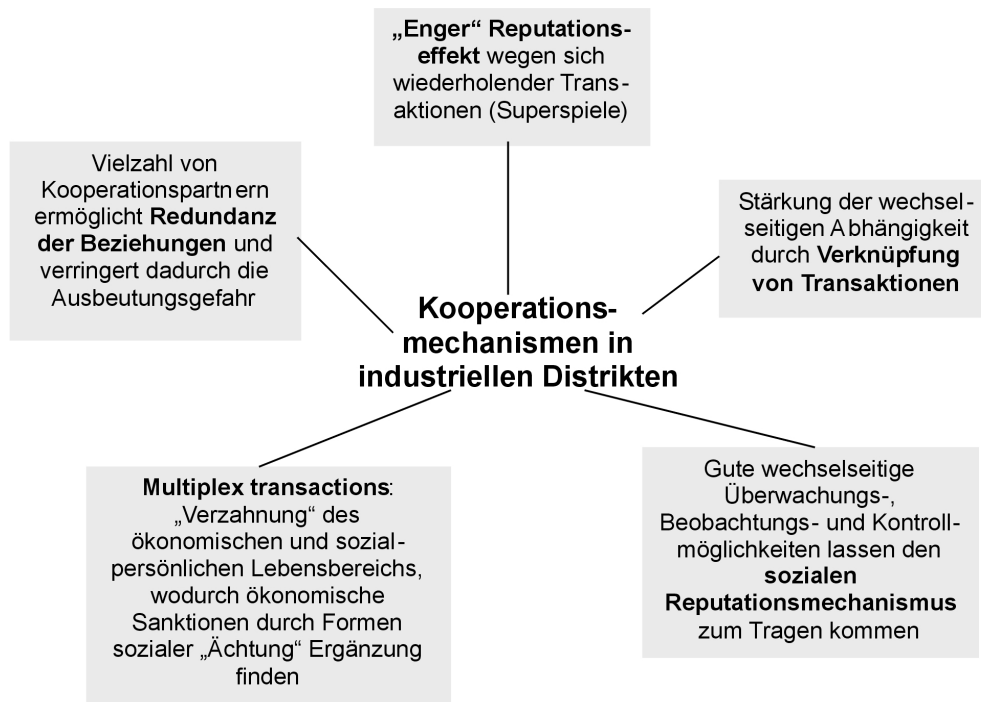 „Enger“ Reputations-
effekt wegen sich
wiederholender Trans-
aktionen (Superspiele)
Vielzahl von
Kooperationspartnern
ermöglicht Redundanz
der Beziehungen und
verringert dadurch die
Ausbeutungsgefahr
Stärkung der wechsel-
seitigen Abhängigkeit
durch Verknüpfung
von Transaktionen
Kooperations-
mechanismen in
industriellen Distrikten
Multiplex transactions:
„Verzahnung“ des
ökonomischen und sozial-
persönlichen Lebensbereichs,
wodurch ökonomische
Sanktionen durch Formen
sozialer „Ächtung“ Ergänzung
finden
Gute wechselseitige
Überwachungs-,
Beobachtungs- und Kontroll-
möglichkeiten lassen den
sozialen
Reputationsmechanismus
zum Tragen kommen